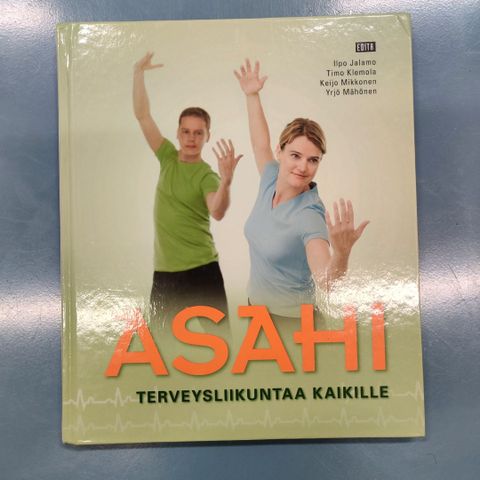 EDITA
Ilpo Jalamo
Timo Klemola
Keijo Mikkonen
Yrjö Mähönen
ASAHI
TERVEYSLIIKUNTAA KAIKILLE